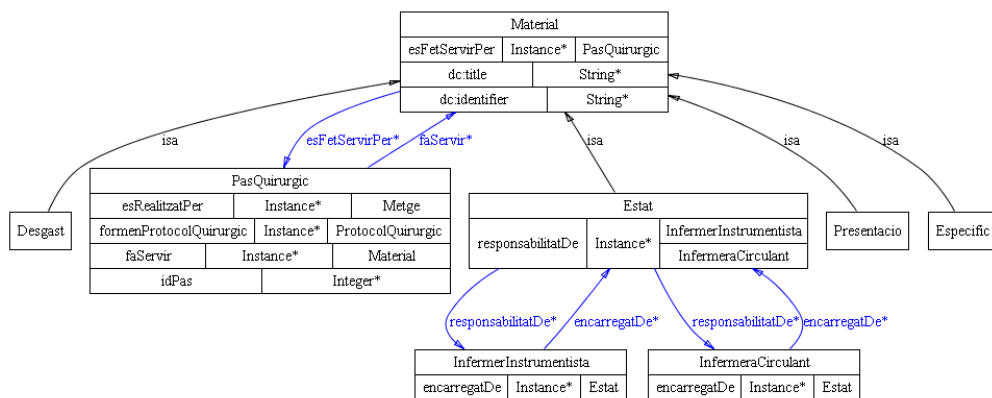 Material
esFetServirPer Instance* PasQuirurgic
dc:title String*
dc:identifier String*
isa esFetServirPer* faServir* isa isa isa
PasQuirurgic
esRealitzatPer Instance* Metge
formenProtocolQuirurgic Instance* ProtocolQuirurgic
faServir Instance* Material
idPas Integer*
Desgast
Estat
responsabilitatDe Instance* InfermerInstrumentista
InfermeraCirculant
Presentacio
Especific
responsabilitatDe* encarregatDe* responsabilitatDe* encarregatDe*
InfermerInstrumentista
encarregatDe Instance* Estat
InfermeraCirculant
encarregatDe Instance* Estat